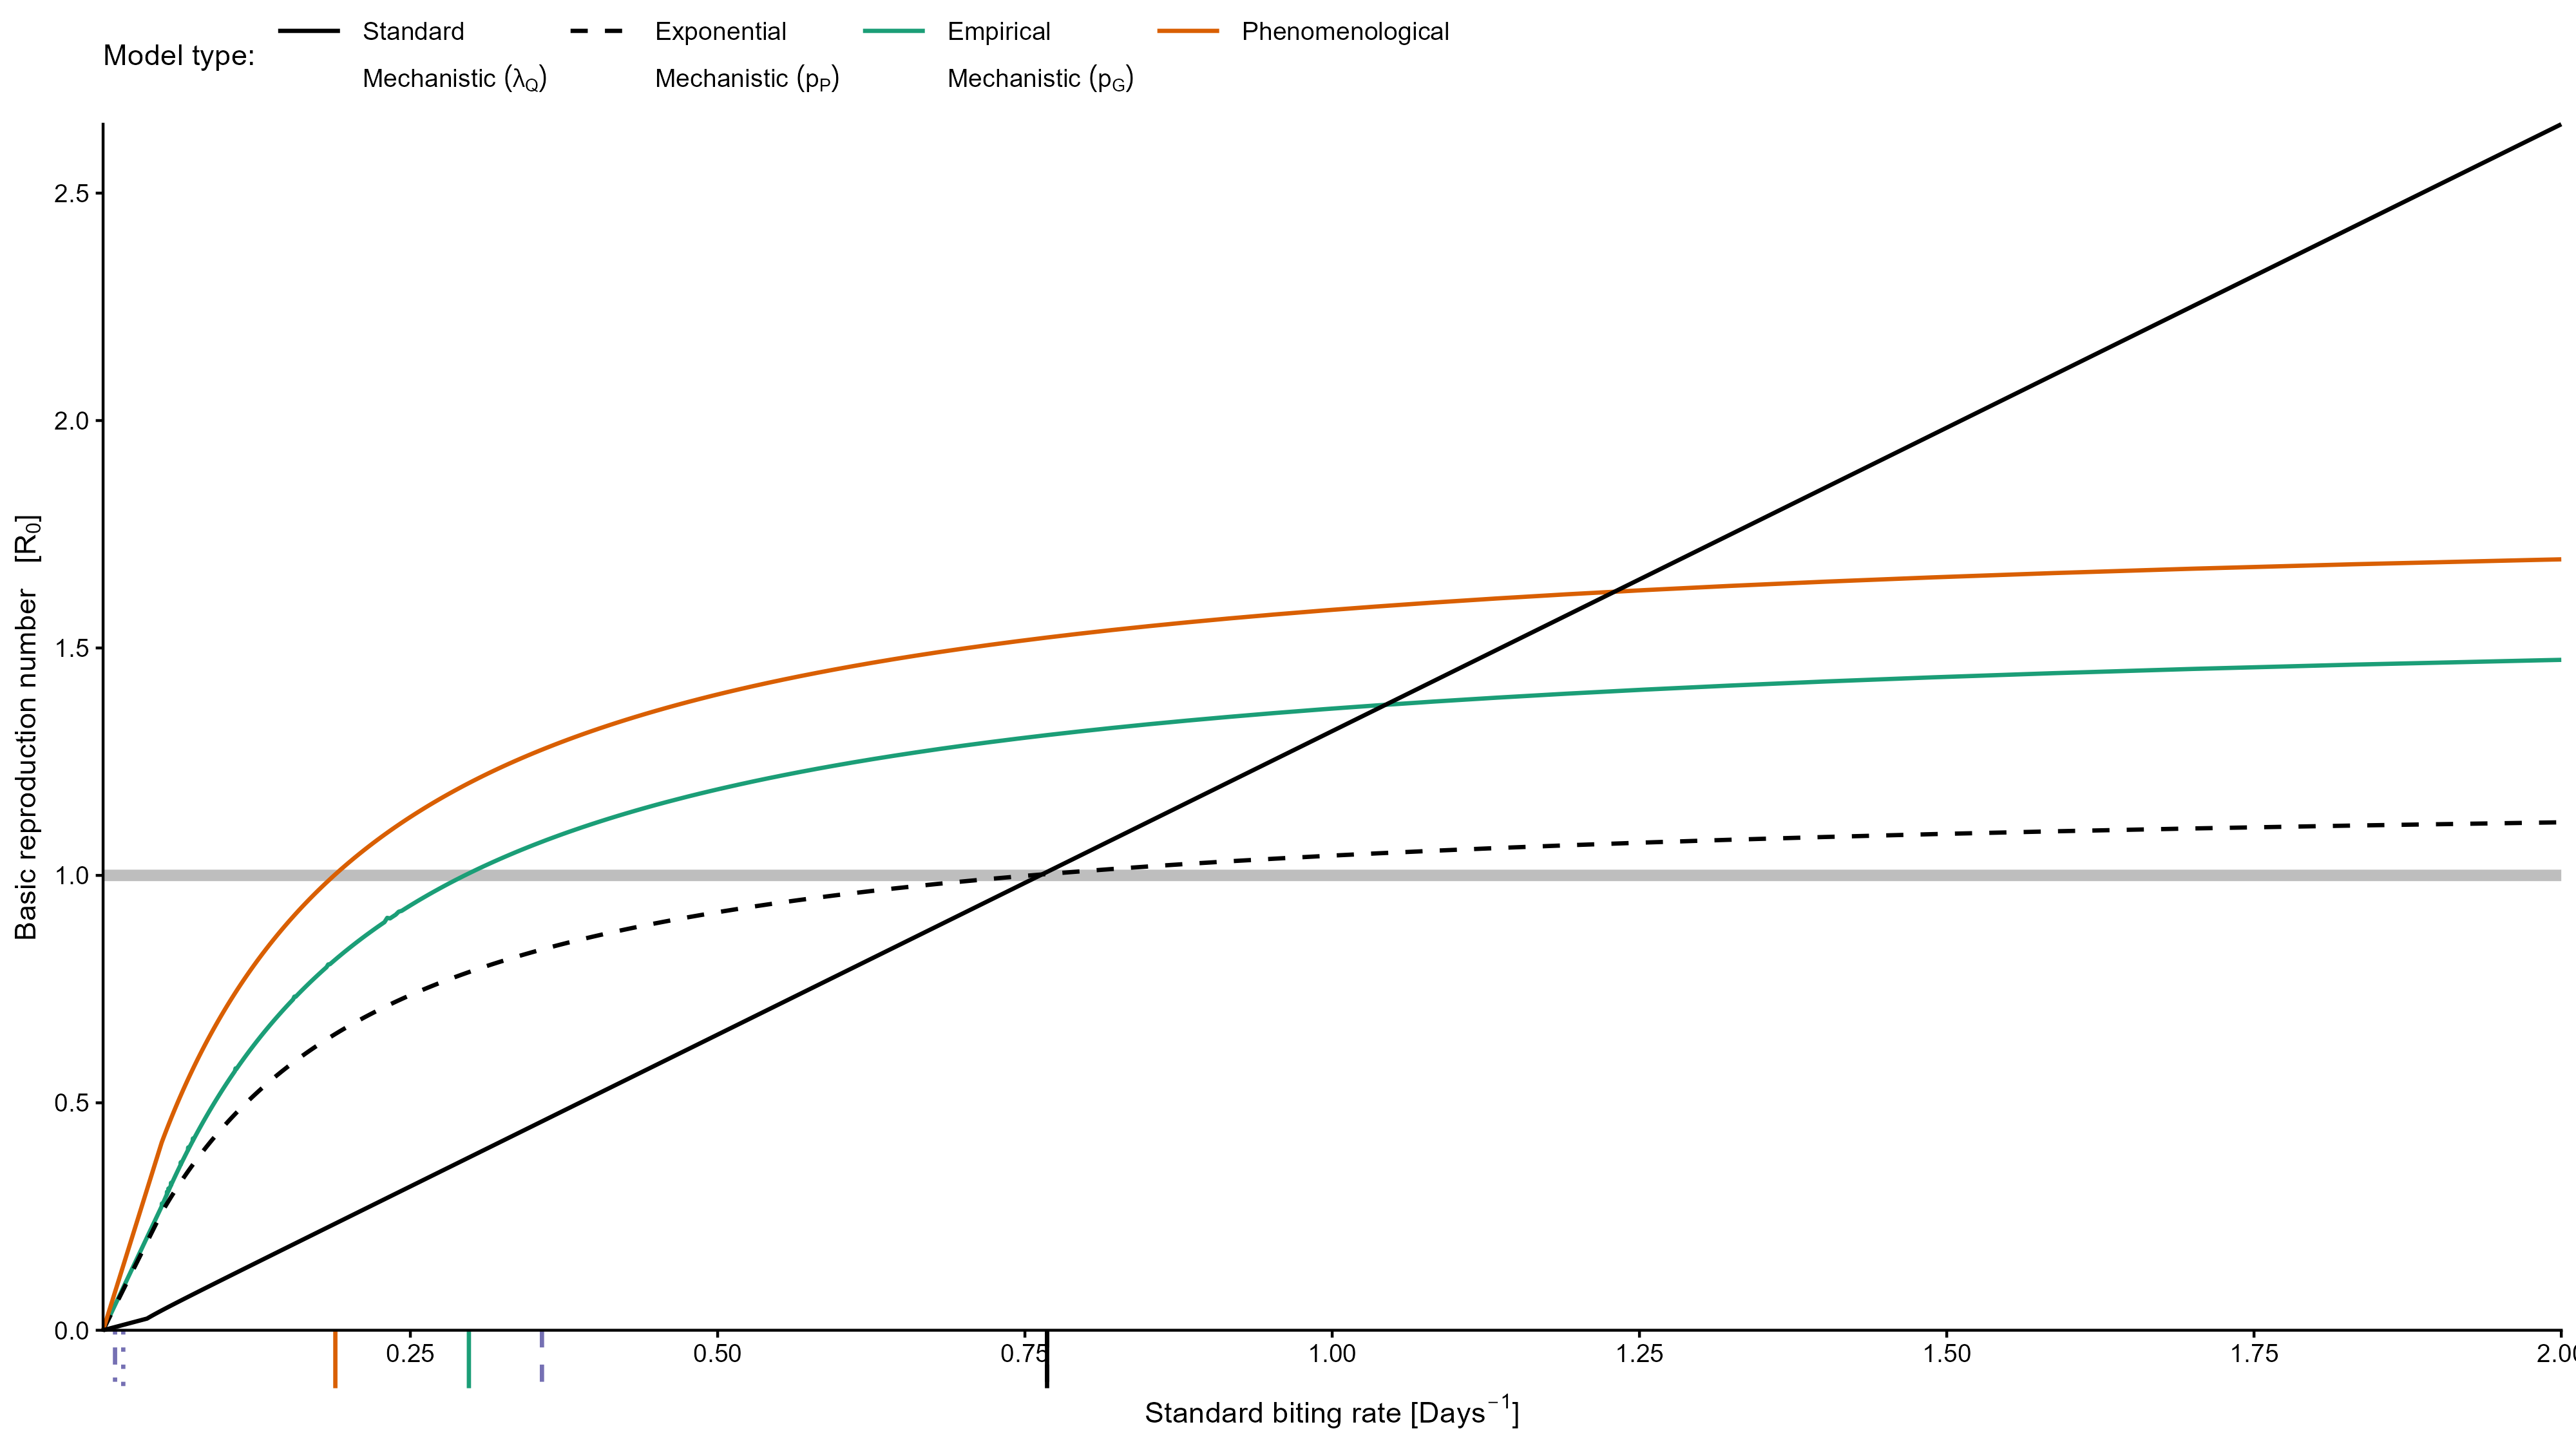 Model type:
Standard
Exponential
Empirical
Phenomenological
Mechanistic (λQ)
Mechanistic (pP)
Mechanistic (pG)
Basic reproduction number [R0]
2.5
2.0
1.5
1.0
0.5
0.0
0.25
0.50
0.75
1.00
1.25
1.50
1.75
2.00
Standard biting rate [Days⁻¹]